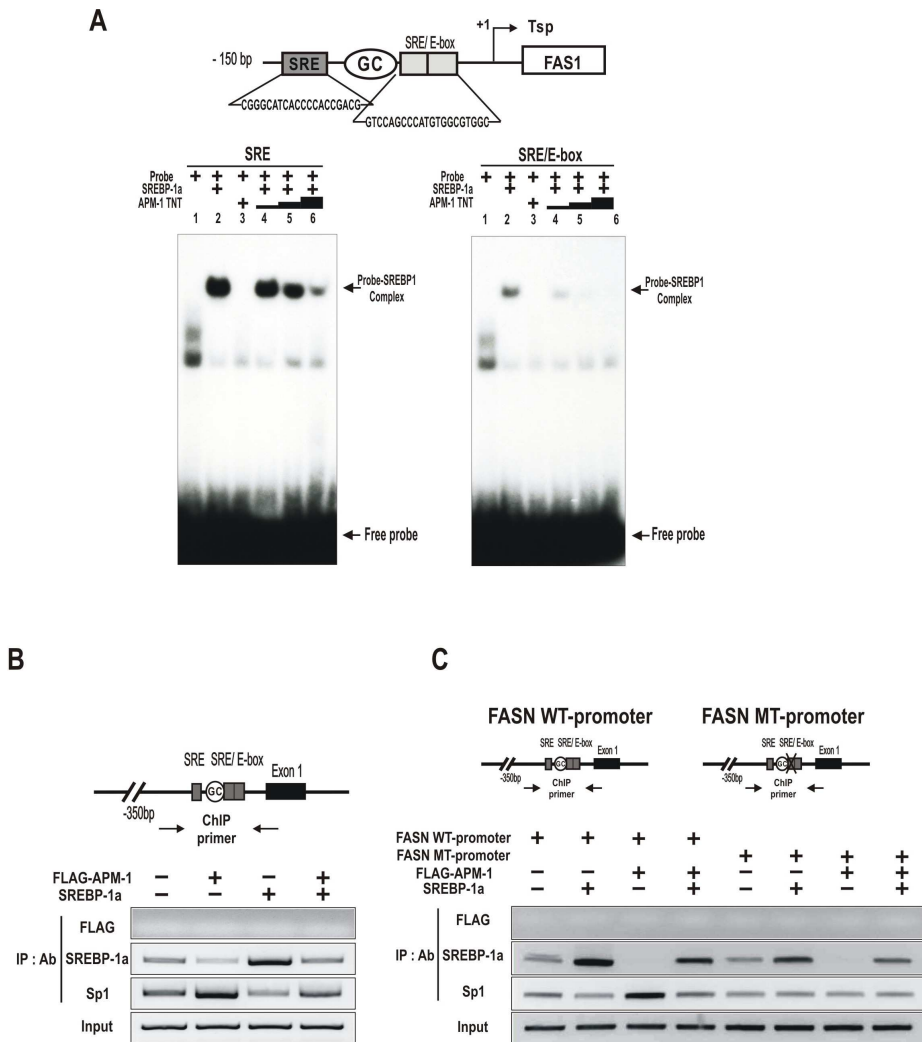 A
+1 Tsp
- 150 bp SRE GC SRE/ E-box FAS1
CGGGCATCACCCCACCGACG
GTCCAGCCCATGTGGCGTGGC
SRE
Probe + + + + +
SREBP-1a + + + +
APM-1 TNT +
1 2 3 4 5 6
Probe-SREBP1
Complex
Free probe
SRE/E-box
Probe + + + + +
SREBP-1a + + + +
APM-1 TNT +
1 2 3 4 5 6
Probe-SREBP1
Complex
Free probe
B
SRE SRE/ E-box Exon 1
GC
-350bp
ChIP
primer
FLAG-APM-1 – + – +
SREBP-1a – – + +
IP : Ab
FLAG
SREBP-1a
Sp1
Input
C
FASN WT-promoter
SRE SRE/ E-box Exon 1
GC
-350bp
ChIP
primer
FASN MT-promoter
SRE SRE/ E-box Exon 1
GC
-350bp
ChIP
primer
FASN WT-promoter + + + +
FASN MT-promoter + + + +
FLAG-APM-1 – – + + – – + +
SREBP-1a – + – + – + – +
IP : Ab
FLAG
SREBP-1a
Sp1
Input